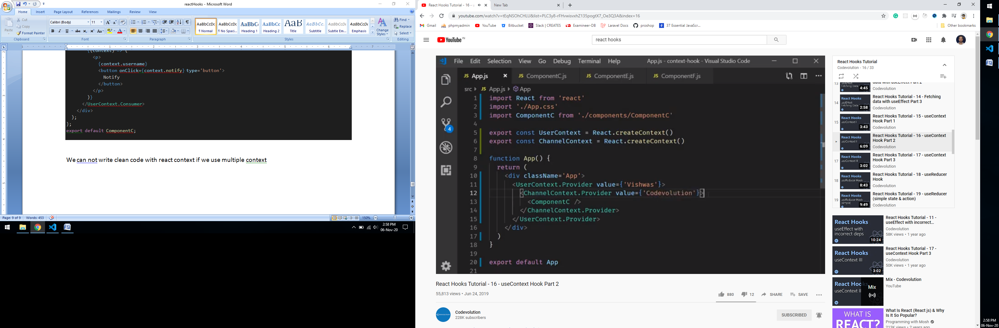 reactHooks - Microsoft Word
Home Insert Page Layout References Mailings Review View
Paste
Cut
Copy
Format Painter
Clipboard
Calibri (Body) 11
Font
Paragraph
AaBbCcDc AaBbCcDc AaBbC AaBbCc AaB AaBbCc. AaBbCcDc AaBbCcDc
¶ Normal ¶ No Spaci... Heading 1 Heading 2 Title Subtitle Subtle Em... Emphasis
Change Styles
Styles
Find
Replace
Select
Editing
{(context) => (
<p>
{context.username}
<button onClick={context.notify} type='button'>
Notify
</button>
</p>
)}
</UserContext.Consumer>
</div>
);
};
export default ComponentC;
We can not write clean code with react context if we use multiple context
Page: 9 of 9 Words: 453
150%
2:58 PM
06-Nov-20
React Hooks Tutorial - 16 - u
New Tab
youtube.com/watch?v=tEqNSOhCHLU&list=PLC3y8-rFHvwisvxhZ135pogtX7_Oe3Q3A&index=16
Gmail phpmyadmin YouTube Bitbucket Slack | CREATES Examineer-DB Laravel Docs proshop 37 Essential JavaScr...
Other bookmarks
YouTube IN
react hooks
File Edit Selection View Go Debug Terminal Help
App.js - context-hook - Visual Studio Code
JS App.js
JS ComponentC.js
JS ComponentE.js
JS ComponentF.js
src JS App.js App
4
1 import React from 'react'
2 import './App.css'
3 import ComponentC from './components/ComponentC'
4
5 export const UserContext = React.createContext()
6 export const ChannelContext = React.createContext()
7
8 function App() {
9 return (
10 <div className='App'>
11 <UserContext.Provider value={'Vishwas'}>
12 <ChannelContext.Provider value={'Codevolution'}>
13 <ComponentC />
14 </ChannelContext.Provider>
15 </UserContext.Provider>
16 </div>
17 )
18 }
19
20 export default App
21
React Hooks Tutorial - 16 - useContext Hook Part 2
55,813 views • Jun 24, 2019
880 12 SHARE SAVE
Codevolution
228K subscribers
SUBSCRIBED
React Hooks Tutorial
Codevolution - 16 / 33
13
4:45
data with useEffect Part 2
Codevolution
14
2:58
React Hooks Tutorial - 14 - Fetching
data with useEffect Part 3
Codevolution
15
3:43
React Hooks Tutorial - 15 - useContext
Hook Part 1
Codevolution
6:09
React Hooks Tutorial - 16 - useContext
Hook Part 2
Codevolution
17
3:02
React Hooks Tutorial - 17 - useContext
Hook Part 3
Codevolution
18
8:43
React Hooks Tutorial - 18 - useReducer
Hook
Codevolution
19
9:49
React Hooks Tutorial - 19 - useReducer
(simple state & action)
Codevolution
React Hooks
useEffect with
incorrect deps
10:24
React Hooks Tutorial - 11 -
useEffect with incorrect...
Codevolution
58K views • 1 year ago
React Hooks
useContext III
3:02
React Hooks Tutorial - 17 -
useContext Hook Part 3
Codevolution
50K views • 1 year ago
React Hoo
useContext II
Mix
Mix - Codevolution
YouTube
WHAT IS
REACT?
What Is React (React js) & Why
Is It So Popular?
Programming with Mosh
213K views • 2 years ago
2:58 PM
06-Nov-20